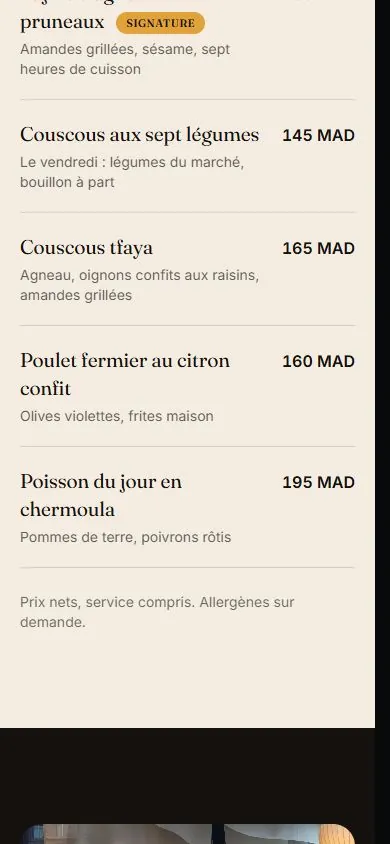 pruneaux SIGNATURE
Amandes grillées, sésame, sept
heures de cuisson
Couscous aux sept légumes 145 MAD
Le vendredi : légumes du marché,
bouillon à part
Couscous tfaya 165 MAD
Agneau, oignons confits aux raisins,
amandes grillées
Poulet fermier au citron 160 MAD
confit
Olives violettes, frites maison
Poisson du jour en 195 MAD
chermoula
Pommes de terre, poivrons rôtis
Prix nets, service compris. Allergènes sur
demande.